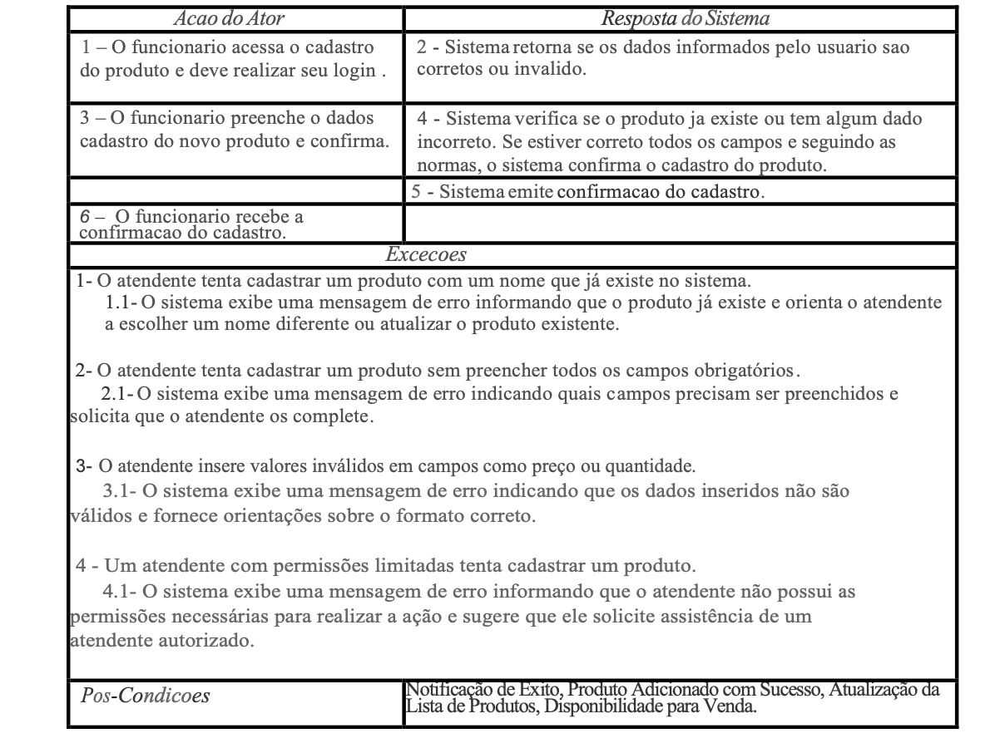 Acao do Ator
Resposta do Sistema
1 – O funcionario acessa o cadastro
do produto e deve realizar seu login .
2 - Sistema retorna se os dados informados pelo usuario sao
corretos ou invalido.
3 – O funcionario preenche o dados
cadastro do novo produto e confirma.
4 - Sistema verifica se o produto ja existe ou tem algum dado
incorreto. Se estiver correto todos os campos e seguindo as
normas, o sistema confirma o cadastro do produto.
5 - Sistema emite confirmacao do cadastro.
6 – O funcionario recebe a
confirmacao do cadastro.
Excecoes
1- O atendente tenta cadastrar um produto com um nome que já existe no sistema.
1.1- O sistema exibe uma mensagem de erro informando que o produto já existe e orienta o atendente
a escolher um nome diferente ou atualizar o produto existente.
2- O atendente tenta cadastrar um produto sem preencher todos os campos obrigatórios.
2.1- O sistema exibe uma mensagem de erro indicando quais campos precisam ser preenchidos e
solicita que o atendente os complete.
3- O atendente insere valores inválidos em campos como preço ou quantidade.
3.1- O sistema exibe uma mensagem de erro indicando que os dados inseridos não são
válidos e fornece orientações sobre o formato correto.
4 - Um atendente com permissões limitadas tenta cadastrar um produto.
4.1- O sistema exibe uma mensagem de erro informando que o atendente não possui as
permissões necessárias para realizar a ação e sugere que ele solicite assistência de um
atendente autorizado.
Pos-Condicoes
Notificação de Exito, Produto Adicionado com Sucesso, Atualização da
Lista de Produtos, Disponibilidade para Venda.